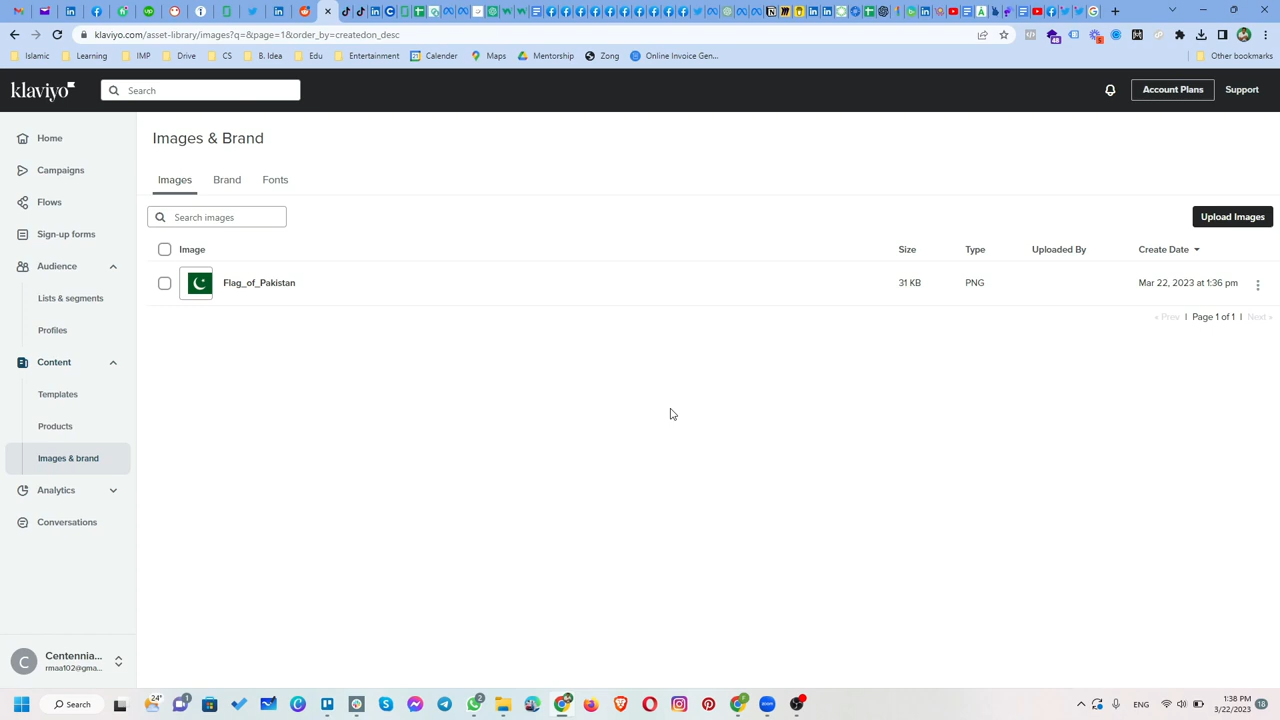 klaviyo.com/asset-library/images?q=&page=1&order_by=createdon_desc
Islamic
Learning
IMP
Drive
CS
B. Idea
Edu
Entertainment
Calender
Maps
Mentorship
Zong
Online Invoice Gen...
Other bookmarks
klaviyo
Search
Account Plans
Support
Home
Campaigns
Flows
Sign-up forms
Audience
Lists & segments
Profiles
Content
Templates
Products
Images & brand
Analytics
Conversations
Centennia...
rmaa102@gma...
Images & Brand
Images
Brand
Fonts
Search images
Upload Images
Image
Size
Type
Uploaded By
Create Date
Flag_of_Pakistan
31 KB
PNG
Mar 22, 2023 at 1:36 pm
« Prev | Page 1 of 1 | Next »
24°
Search
1
2
ENG
1:38 PM
3/22/2023
18